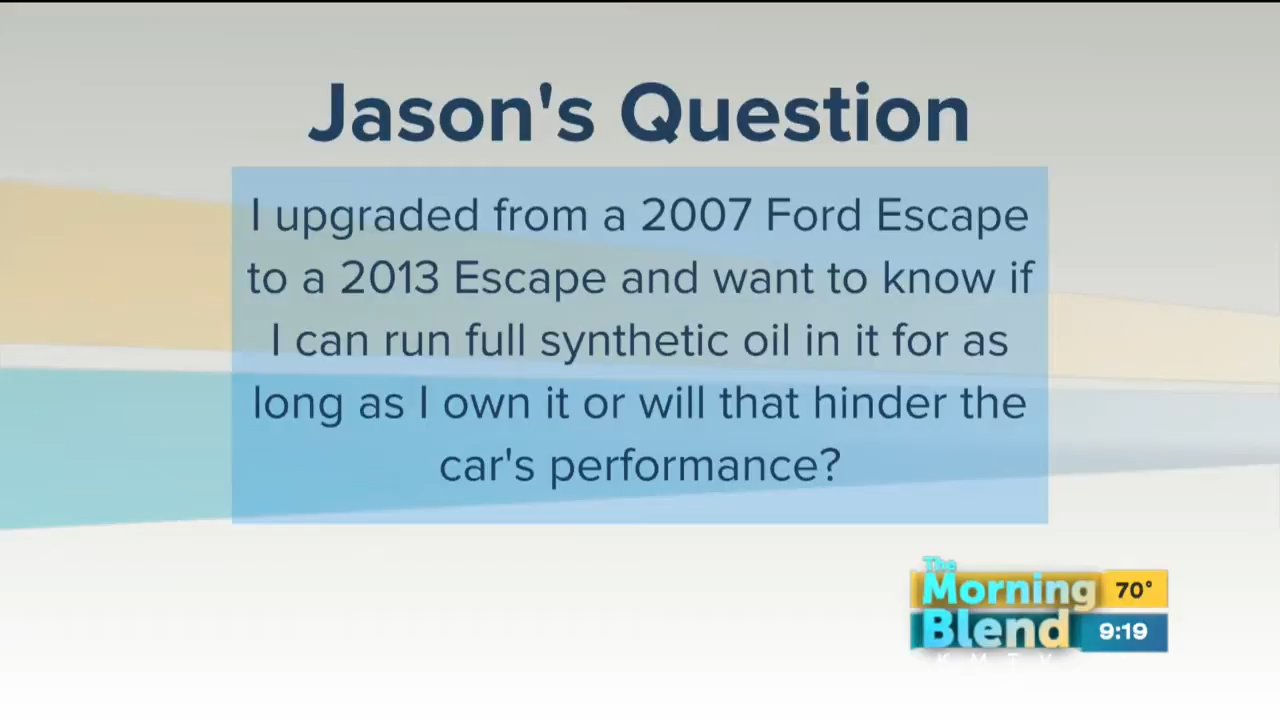 Jason's Question
I upgraded from a 2007 Ford Escape
to a 2013 Escape and want to know if
I can run full synthetic oil in it for as
long as I own it or will that hinder the
car's performance?
The
Morning 70°
Blend 9:19
K M T V